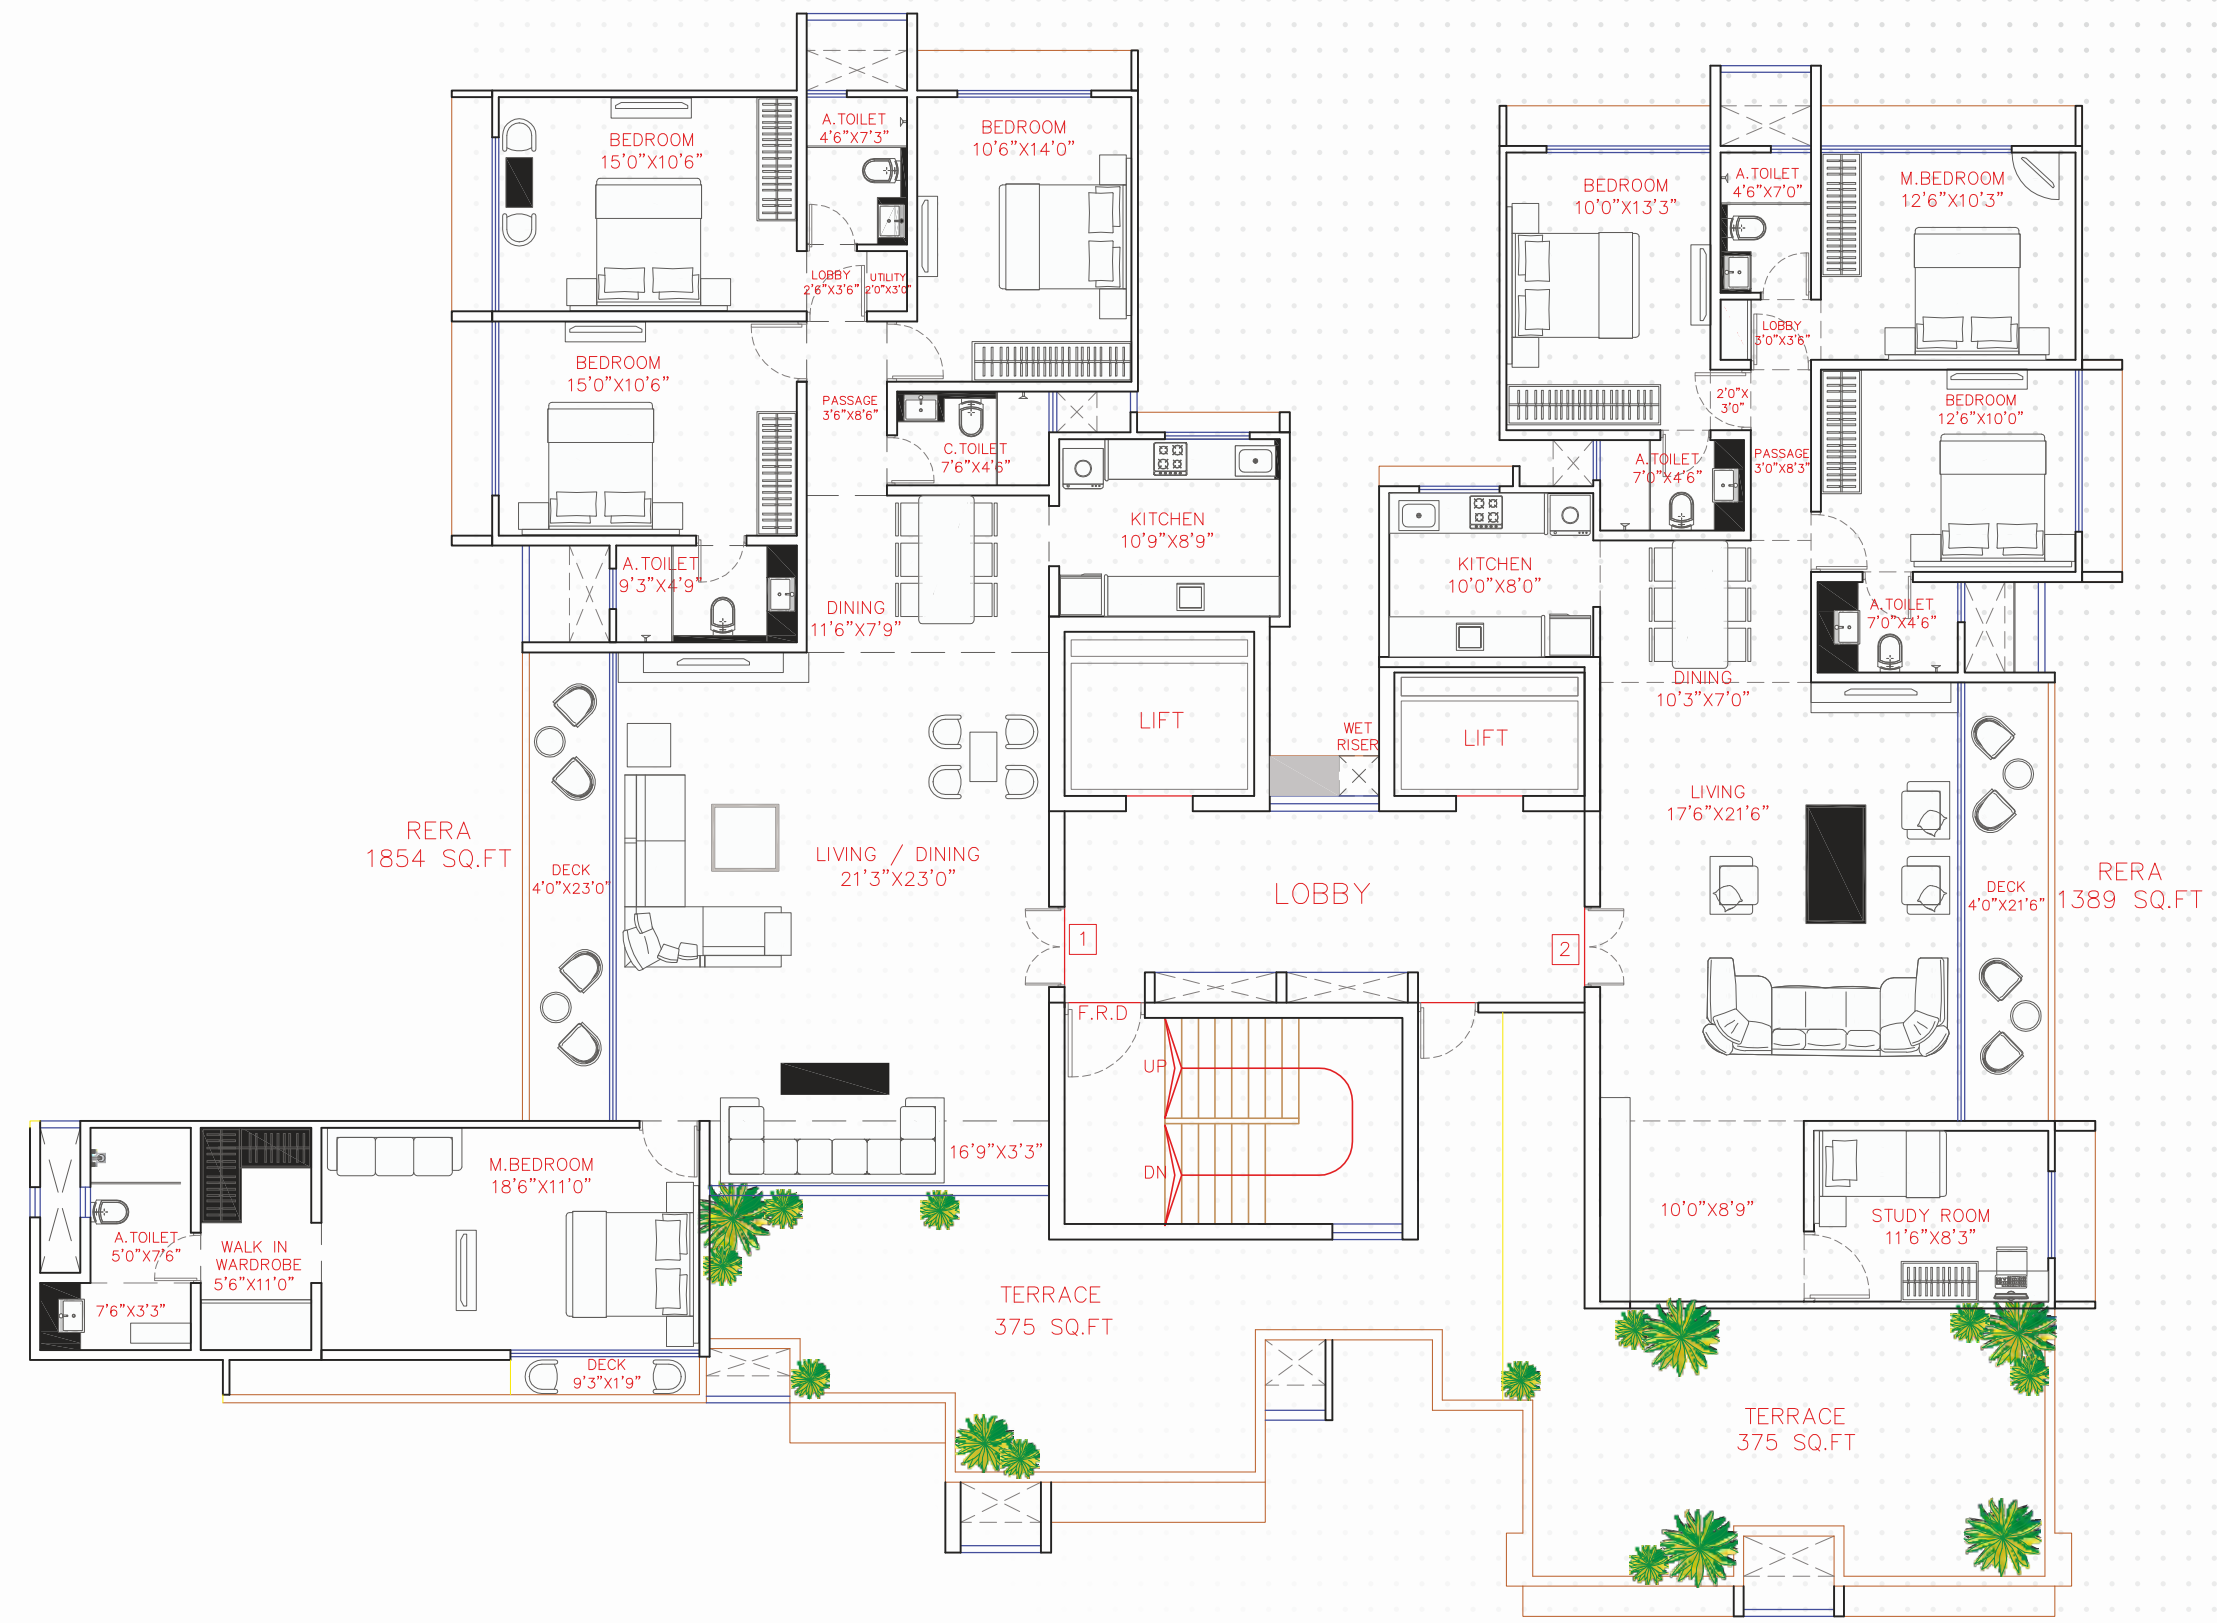 BEDROOM
15'0"X10'6"
A.TOILET
4'6"X7'3"
BEDROOM
10'6"X14'0"
LOBBY
2'6"X3'6"
UTILITY
2'0"X3'0"
BEDROOM
15'0"X10'6"
PASSAGE
3'6"X8'6"
C.TOILET
7'6"X4'6"
KITCHEN
10'9"X8'9"
A.TOILET
9'3"X4'9"
DINING
11'6"X7'9"
LIFT
WET
RISER
LIFT
RERA
1854 SQ.FT
DECK
4'0"X23'0"
LIVING / DINING
21'3"X23'0"
LOBBY
1
2
F.R.D
UP
DN
16'9"X3'3"
M.BEDROOM
18'6"X11'0"
A.TOILET
5'0"X7'6"
WALK IN
WARDROBE
5'6"X11'0"
7'6"X3'3"
DECK
9'3"X1'9"
TERRACE
375 SQ.FT
BEDROOM
10'0"X13'3"
A.TOILET
4'6"X7'0"
M.BEDROOM
12'6"X10'3"
LOBBY
3'0"X3'6"
2'0"X
3'0"
BEDROOM
12'6"X10'0"
A.TOILET
7'0"X4'6"
PASSAGE
3'0"X8'3"
KITCHEN
10'0"X8'0"
A.TOILET
7'0"X4'6"
DINING
10'3"X7'0"
LIVING
17'6"X21'6"
DECK
4'0"X21'6"
RERA
1389 SQ.FT
10'0"X8'9"
STUDY ROOM
11'6"X8'3"
TERRACE
375 SQ.FT